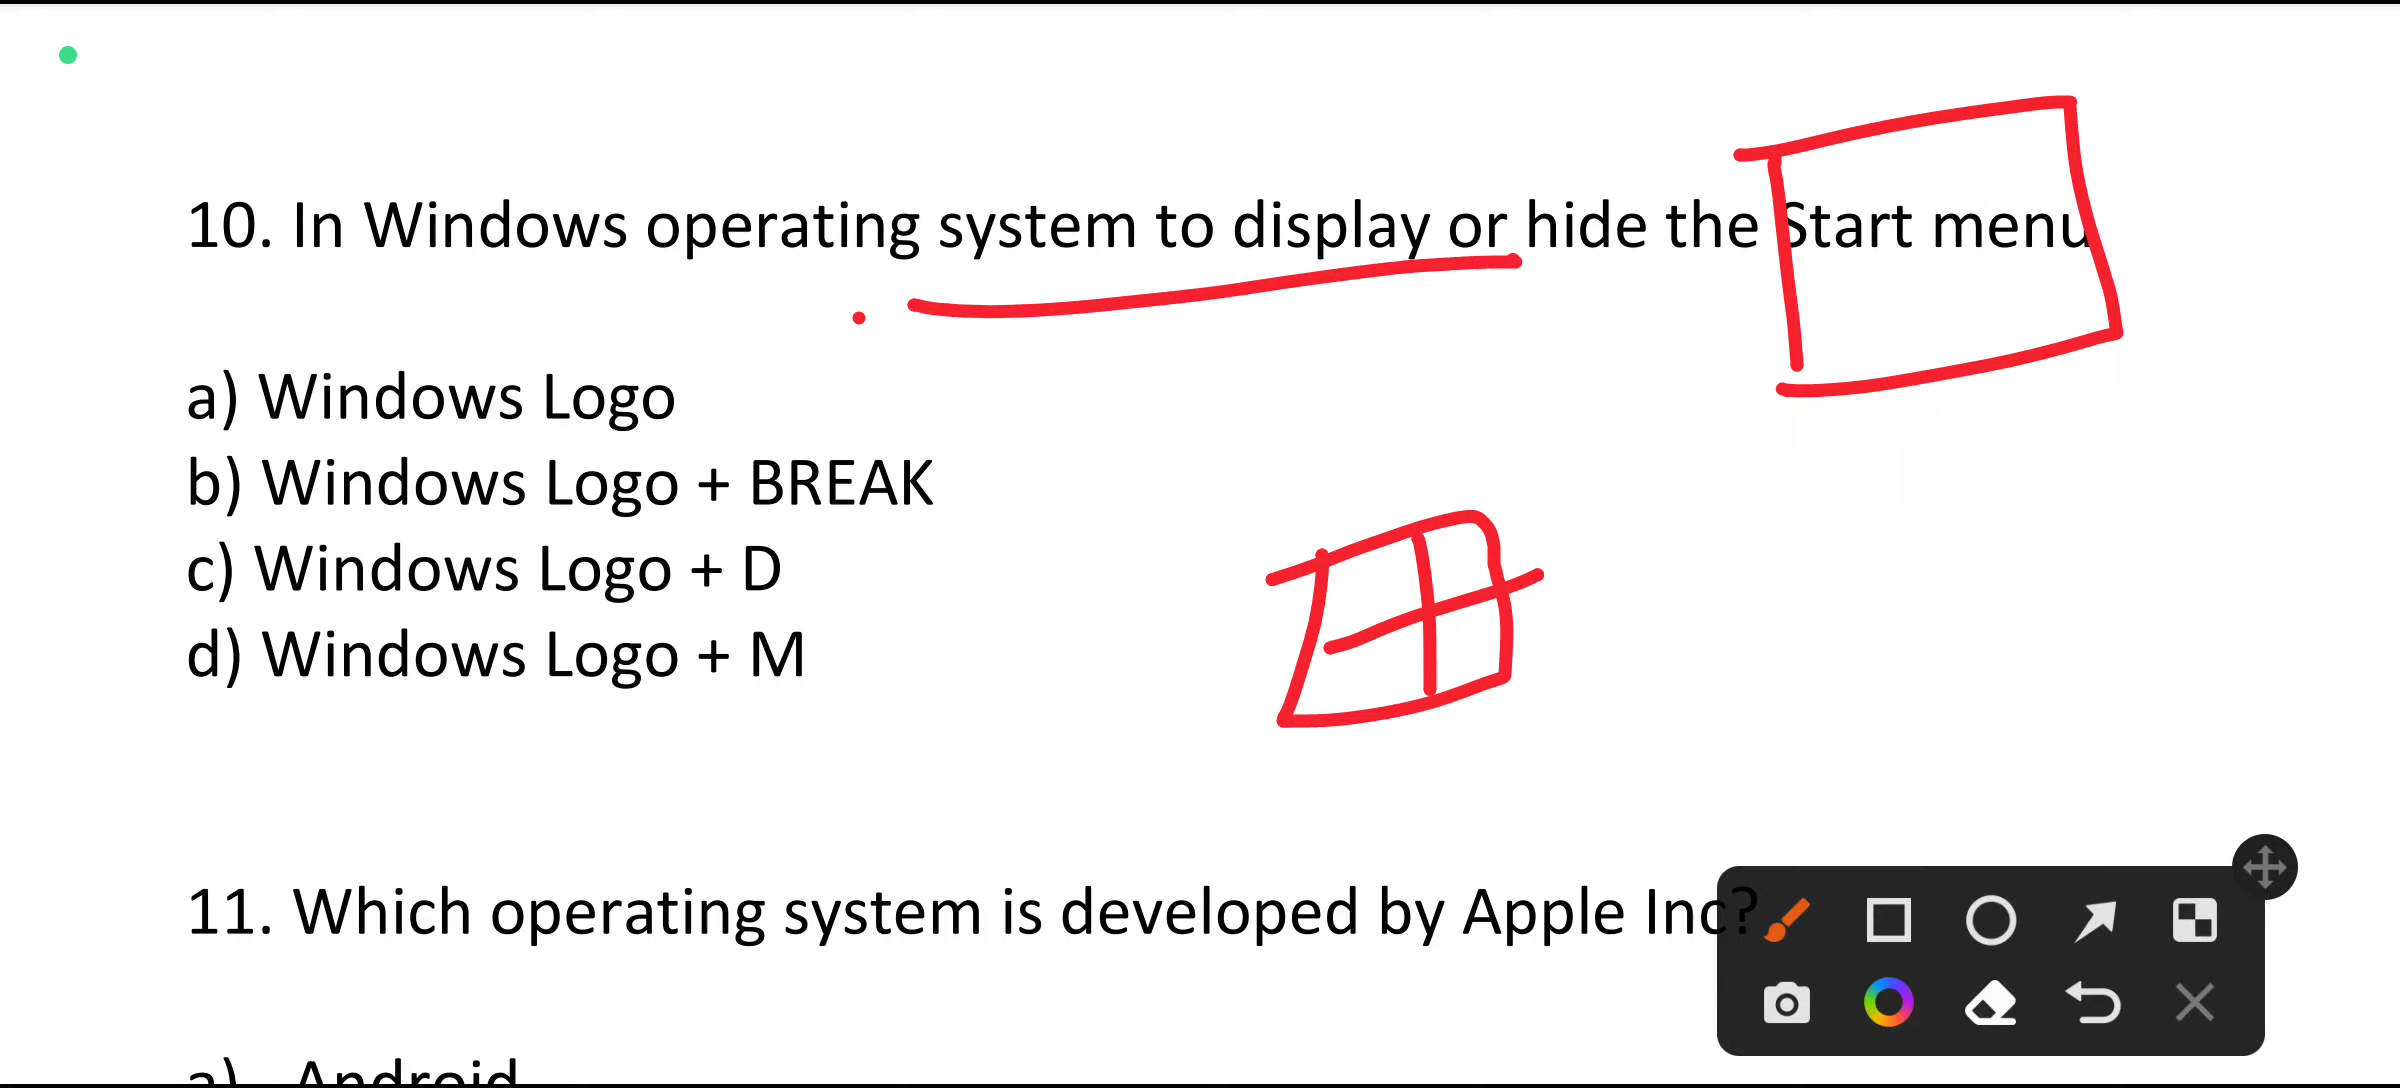 10. In Windows operating system to display or hide the Start menu
a) Windows Logo
b) Windows Logo + BREAK
c) Windows Logo + D
d) Windows Logo + M
11. Which operating system is developed by Apple Inc?
a) Android